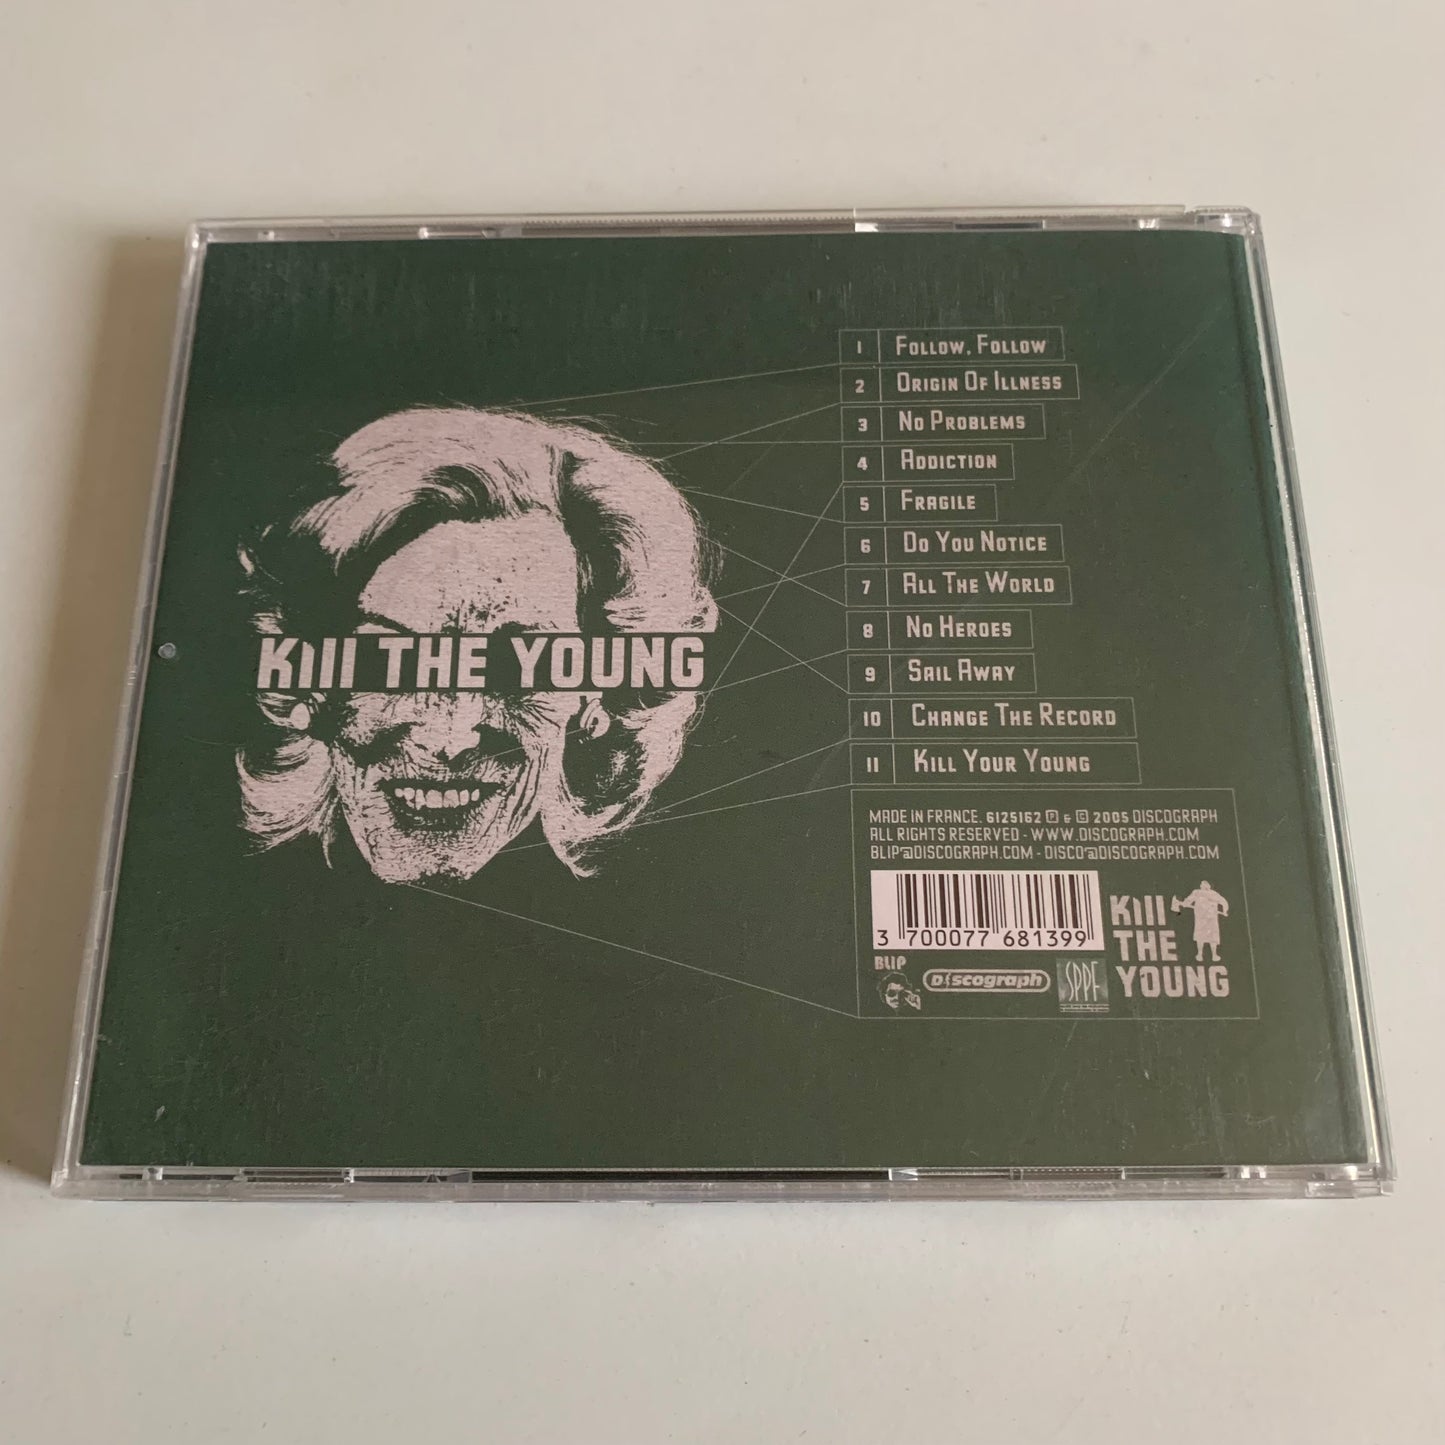 KIll THE YOUNG
1 FOLLOW, FOLLOW
2 ORIGIN OF ILLNESS
3 NO PROBLEMS
4 ADDICTION
5 FRAGILE
6 DO YOU NOTICE
7 ALL THE WORLD
8 NO HEROES
9 SAIL AWAY
10 CHANGE THE RECORD
11 KILL YOUR YOUNG
MADE IN FRANCE. 6125162 Ⓟ & © 2005 DISCOGRAPH
ALL RIGHTS RESERVED - WWW.DISCOGRAPH.COM
BLIP@DISCOGRAPH.COM - DISCO@DISCOGRAPH.COM
3 700077 681399
BLIP
Discograph
SPPF
KIll
THE
YOUNG